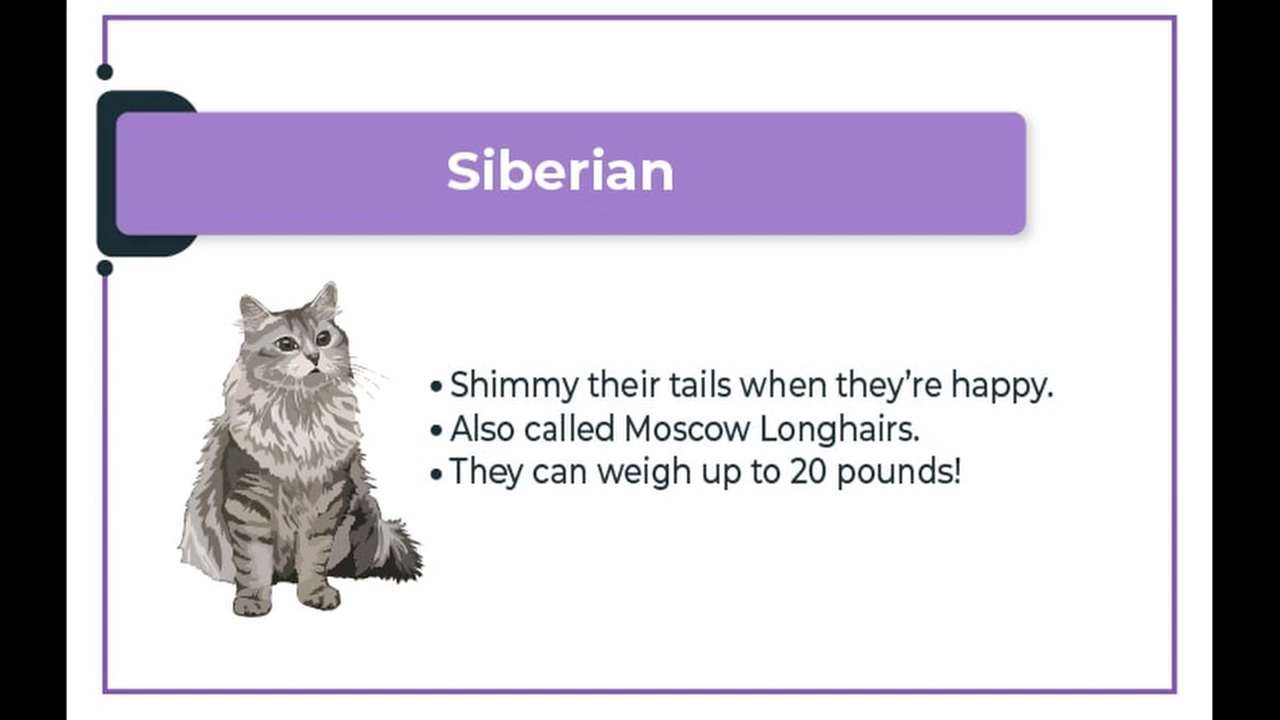 Siberian
• Shimmy their tails when they’re happy.
• Also called Moscow Longhairs.
• They can weigh up to 20 pounds!